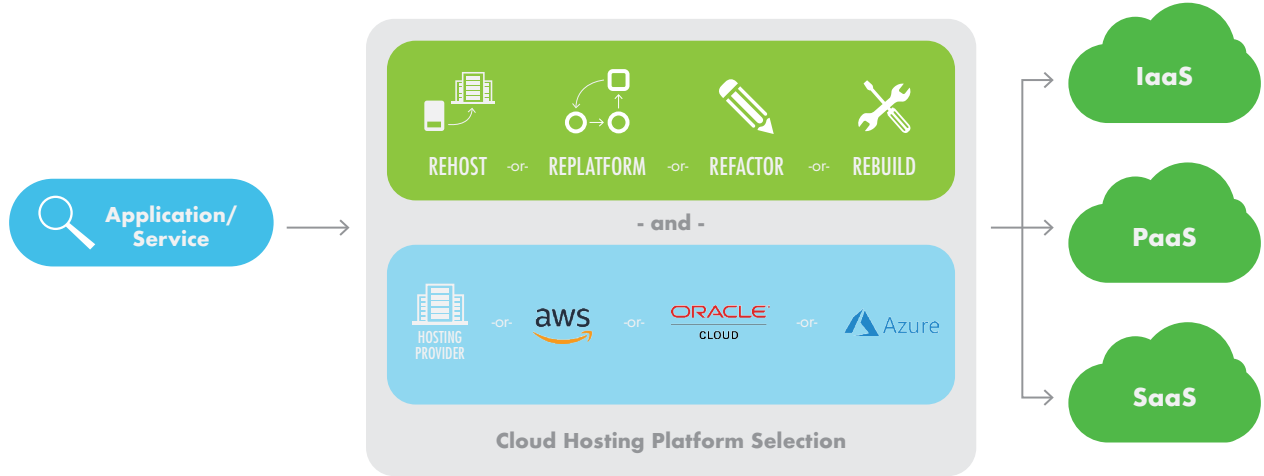 Application/
Service
REHOST -or- REPLATFORM -or- REFACTOR -or- REBUILD
- and -
HOSTING
PROVIDER
-or- aws -or- ORACLE
CLOUD
-or- Azure
Cloud Hosting Platform Selection
IaaS
PaaS
SaaS